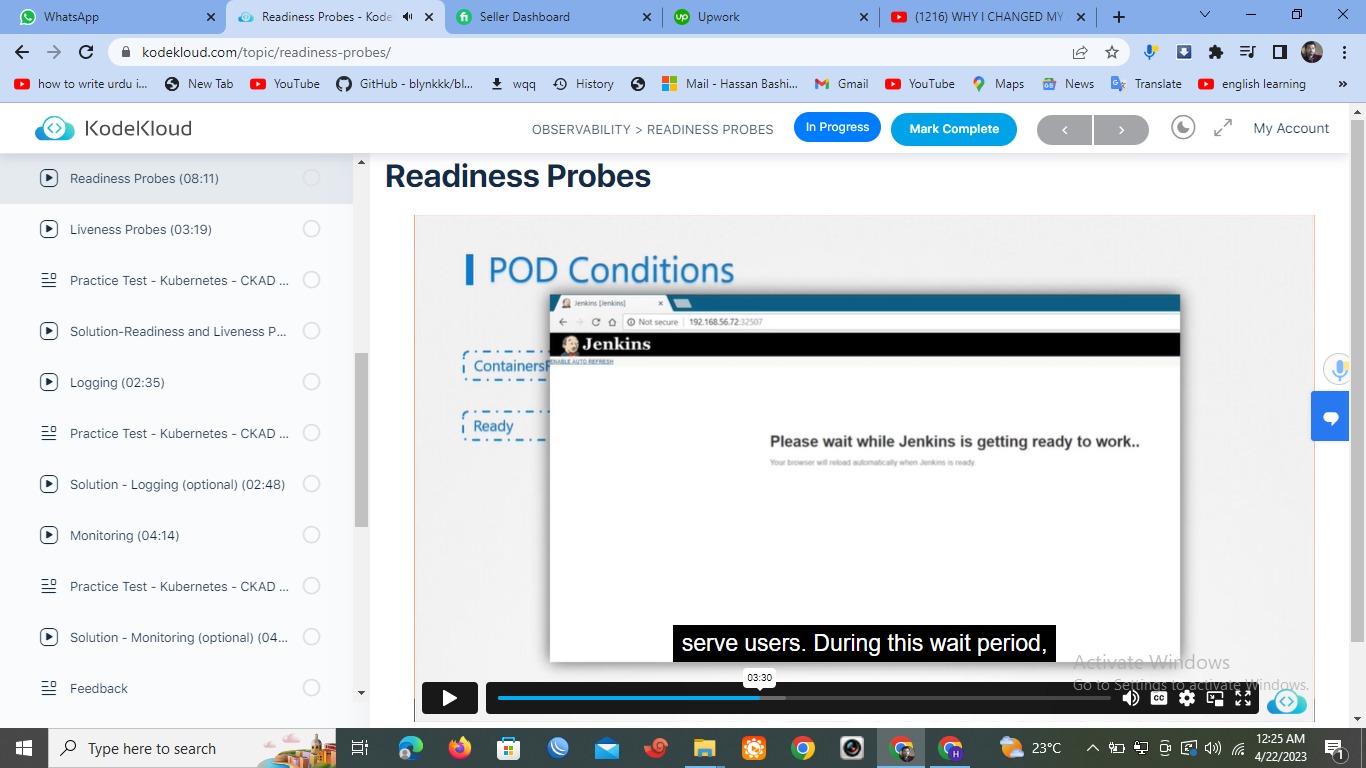 WhatsApp
Readiness Probes - Kode
Seller Dashboard
Upwork
(1216) WHY I CHANGED MY
kodekloud.com/topic/readiness-probes/
how to write urdu i...
New Tab
YouTube
GitHub - blynkkk/bl...
wqq
History
Mail - Hassan Bashi...
Gmail
YouTube
Maps
News
Translate
english learning
»
KodeKloud
OBSERVABILITY > READINESS PROBES
In Progress
Mark Complete
My Account
Readiness Probes (08:11)
Liveness Probes (03:19)
Practice Test - Kubernetes - CKAD ...
Solution-Readiness and Liveness P...
Logging (02:35)
Practice Test - Kubernetes - CKAD ...
Solution - Logging (optional) (02:48)
Monitoring (04:14)
Practice Test - Kubernetes - CKAD ...
Solution - Monitoring (optional) (04...
Feedback
Readiness Probes
POD Conditions
Jenkins [Jenkins]
Not secure
192.168.56.72:32507
Jenkins
ENABLE AUTO REFRESH
Containers
Ready
Please wait while Jenkins is getting ready to work..
Your browser will reload automatically when Jenkins is ready.
serve users. During this wait period,
03:30
CC
Activate Windows
Go to Settings to activate Windows.
Type here to search
H
23°C
12:25 AM
4/22/2023
1